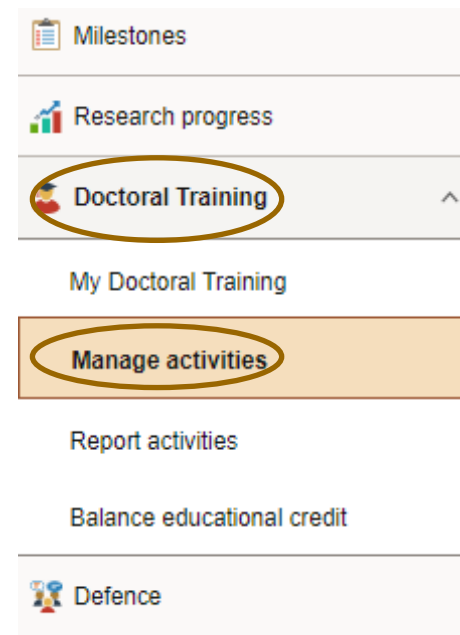 Milestones
Research progress
Doctoral Training
My Doctoral Training
Manage activities
Report activities
Balance educational credit
Defence